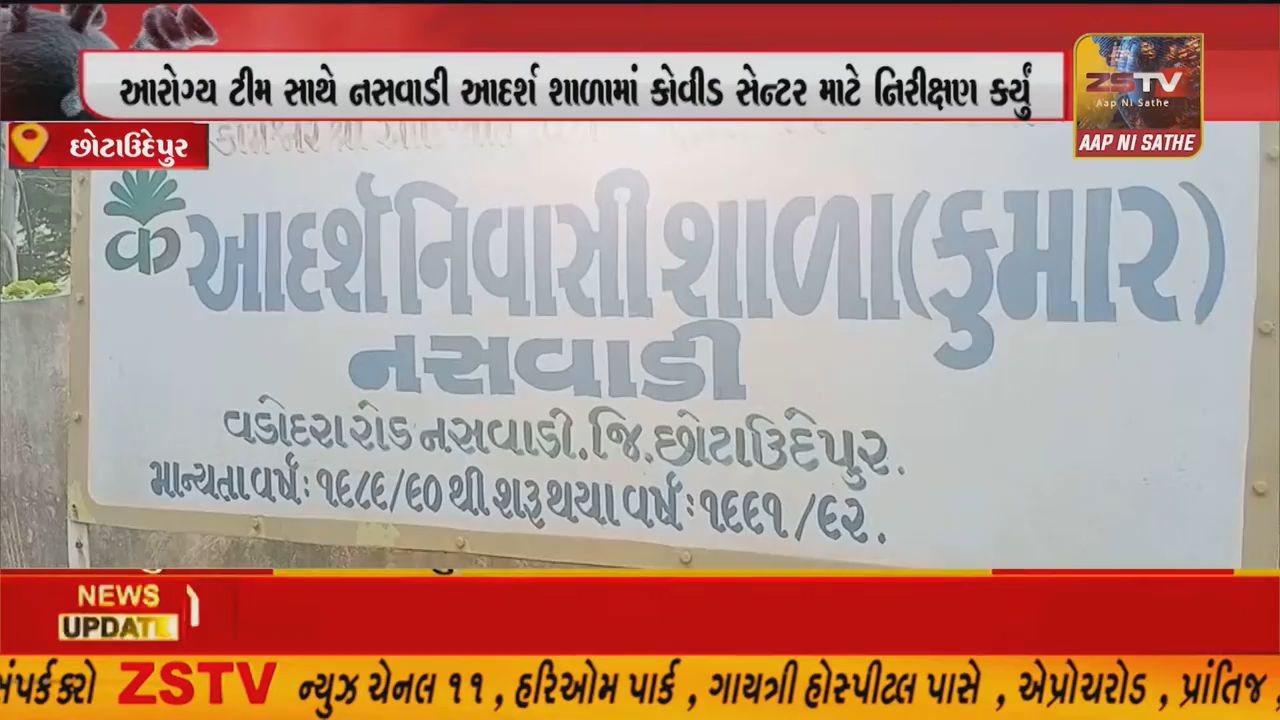 આરોગ્ય ટીમ સાથે નસવાડી આદર્શ શાળામાં કોવીડ સેન્ટર માટે નિરીક્ષણ કર્યું
ZSTV
Aap Ni Sathe
AAP NI SATHE
છોટાઉદેપુર
ક
આદર્શ નિવાસી શાળા (કુમાર)
નસવાડી
વડોદરા રોડ નસવાડી. જિ. છોટાઉદેપુર.
માન્યતા વર્ષ : ૧૯૮૯/૯૦ થી શરૂ થયા વર્ષ : ૧૯૯૧/૯૨.
NEWS
UPDATE
સંપર્ક કરો ZSTV ન્યુઝ ચેનલ ૧૧ , હરિઓમ પાર્ક , ગાયત્રી હોસ્પીટલ પાસે , એપ્રોચરોડ , પ્રાંતિજ ,